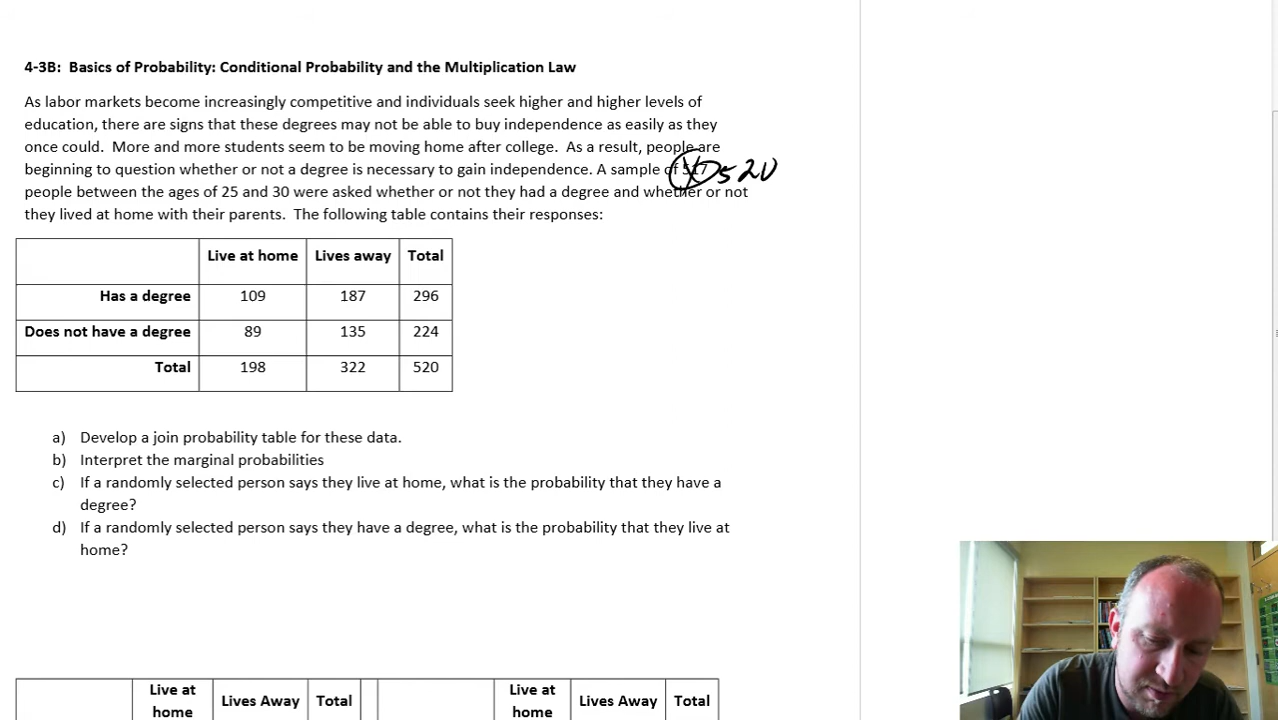 4-3B: Basics of Probability: Conditional Probability and the Multiplication Law
As labor markets become increasingly competitive and individuals seek higher and higher levels of
education, there are signs that these degrees may not be able to buy independence as easily as they
once could. More and more students seem to be moving home after college. As a result, people are
beginning to question whether or not a degree is necessary to gain independence. A sample of 517 520
people between the ages of 25 and 30 were asked whether or not they had a degree and whether or not
they lived at home with their parents. The following table contains their responses:
Live at home Lives away Total
Has a degree 109 187 296
Does not have a degree 89 135 224
Total 198 322 520
a) Develop a join probability table for these data.
b) Interpret the marginal probabilities
c) If a randomly selected person says they live at home, what is the probability that they have a
degree?
d) If a randomly selected person says they have a degree, what is the probability that they live at
home?
Live at Lives Away Total Live at Lives Away Total
home home